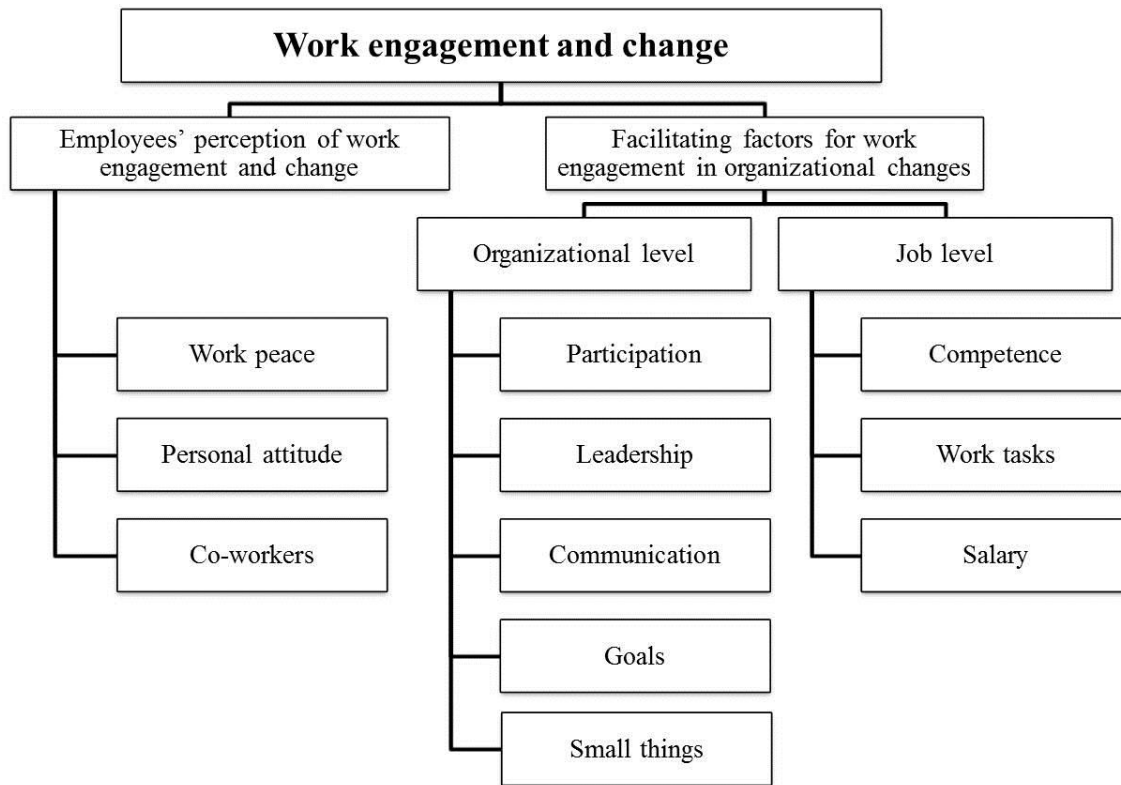 Work engagement and change
Employees’ perception of work
engagement and change
Facilitating factors for work
engagement in organizational changes
Organizational level
Job level
Work peace
Personal attitude
Co-workers
Participation
Leadership
Communication
Goals
Small things
Competence
Work tasks
Salary